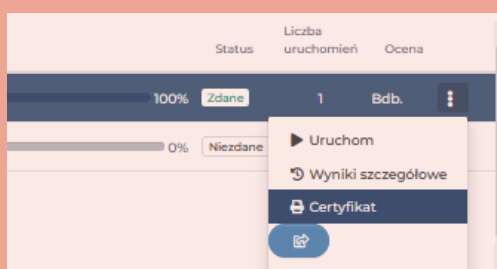 Liczba
Status uruchomień Ocena
100% Zdane 1 Bdb.
0% Niezdane
Uruchom
Wyniki szczegółowe
Certyfikat